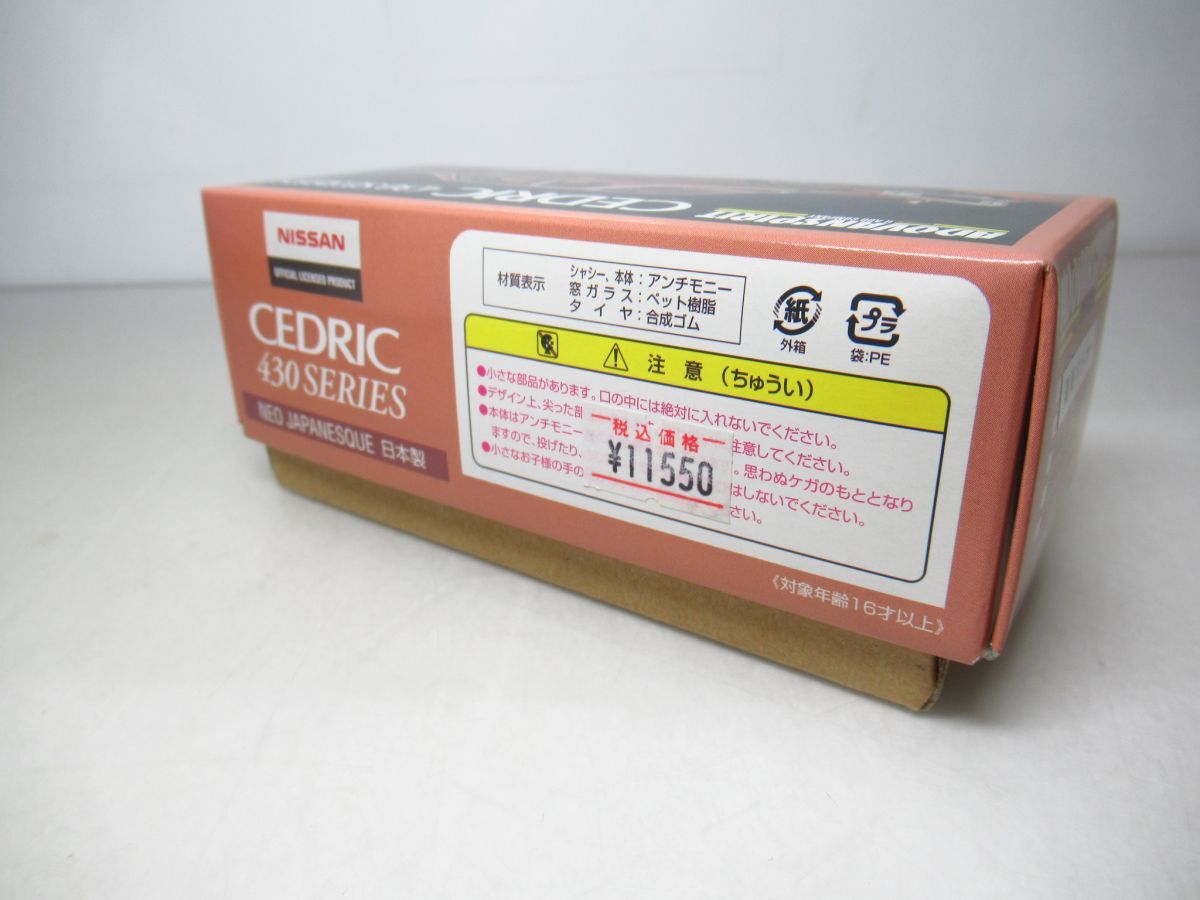 CEDRIC
NISSAN
OFFICIAL LICENSED PRODUCT
CEDRIC
430 SERIES
NEO JAPANESQUE 日本製
材質表示
シャシー、本体:アンチモニー
窓ガラス:ペット樹脂
タイヤ:合成ゴム
紙
外箱
プラ
袋:PE
注意(ちゅうい)
●小さな部品があります。口の中には絶対に入れないでください。
●デザイン上、尖った部
注意してください。
●本体はアンチモニー
す。思わぬケガのもととなり
ますので、投げたり、
はしないでください。
●小さなお子様の手の
さい。
税込価格
¥11550
《対象年齢16才以上》